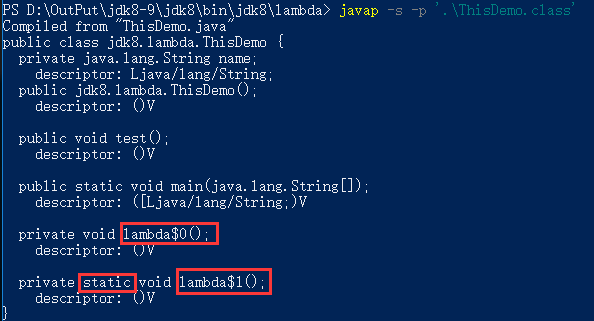 PS D:\OutPut\jdk8-9\jdk8\bin\jdk8\lambda> javap -s -p '.\ThisDemo.class'
Compiled from "ThisDemo.java"
public class jdk8.lambda.ThisDemo {
  private java.lang.String name;
    descriptor: Ljava/lang/String;
  public jdk8.lambda.ThisDemo();
    descriptor: ()V

  public void test();
    descriptor: ()V

  public static void main(java.lang.String[]);
    descriptor: ([Ljava/lang/String;)V

  private void lambda$0();
    descriptor: ()V

  private static void lambda$1();
    descriptor: ()V
}